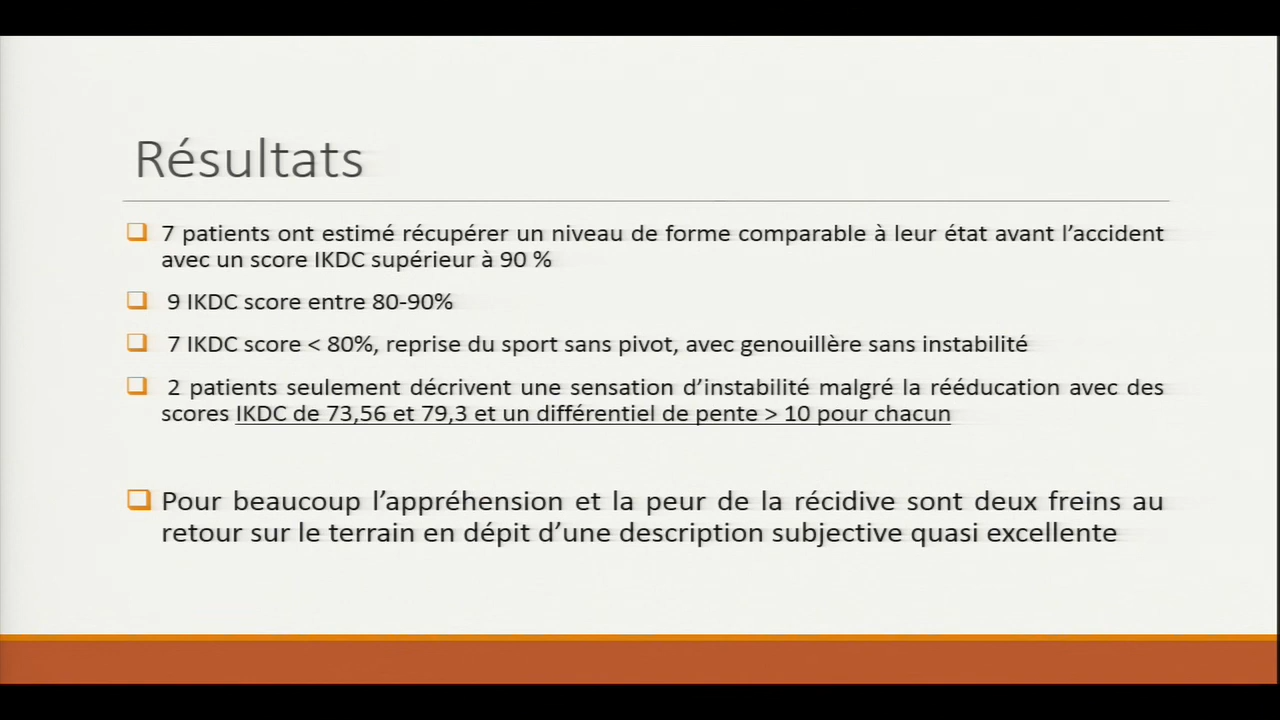 Résultats
7 patients ont estimé récupérer un niveau de forme comparable à leur état avant l’accident
avec un score IKDC supérieur à 90 %
9 IKDC score entre 80-90%
7 IKDC score < 80%, reprise du sport sans pivot, avec genouillère sans instabilité
2 patients seulement décrivent une sensation d’instabilité malgré la rééducation avec des
scores IKDC de 73,56 et 79,3 et un différentiel de pente > 10 pour chacun
Pour beaucoup l’appréhension et la peur de la récidive sont deux freins au
retour sur le terrain en dépit d’une description subjective quasi excellente